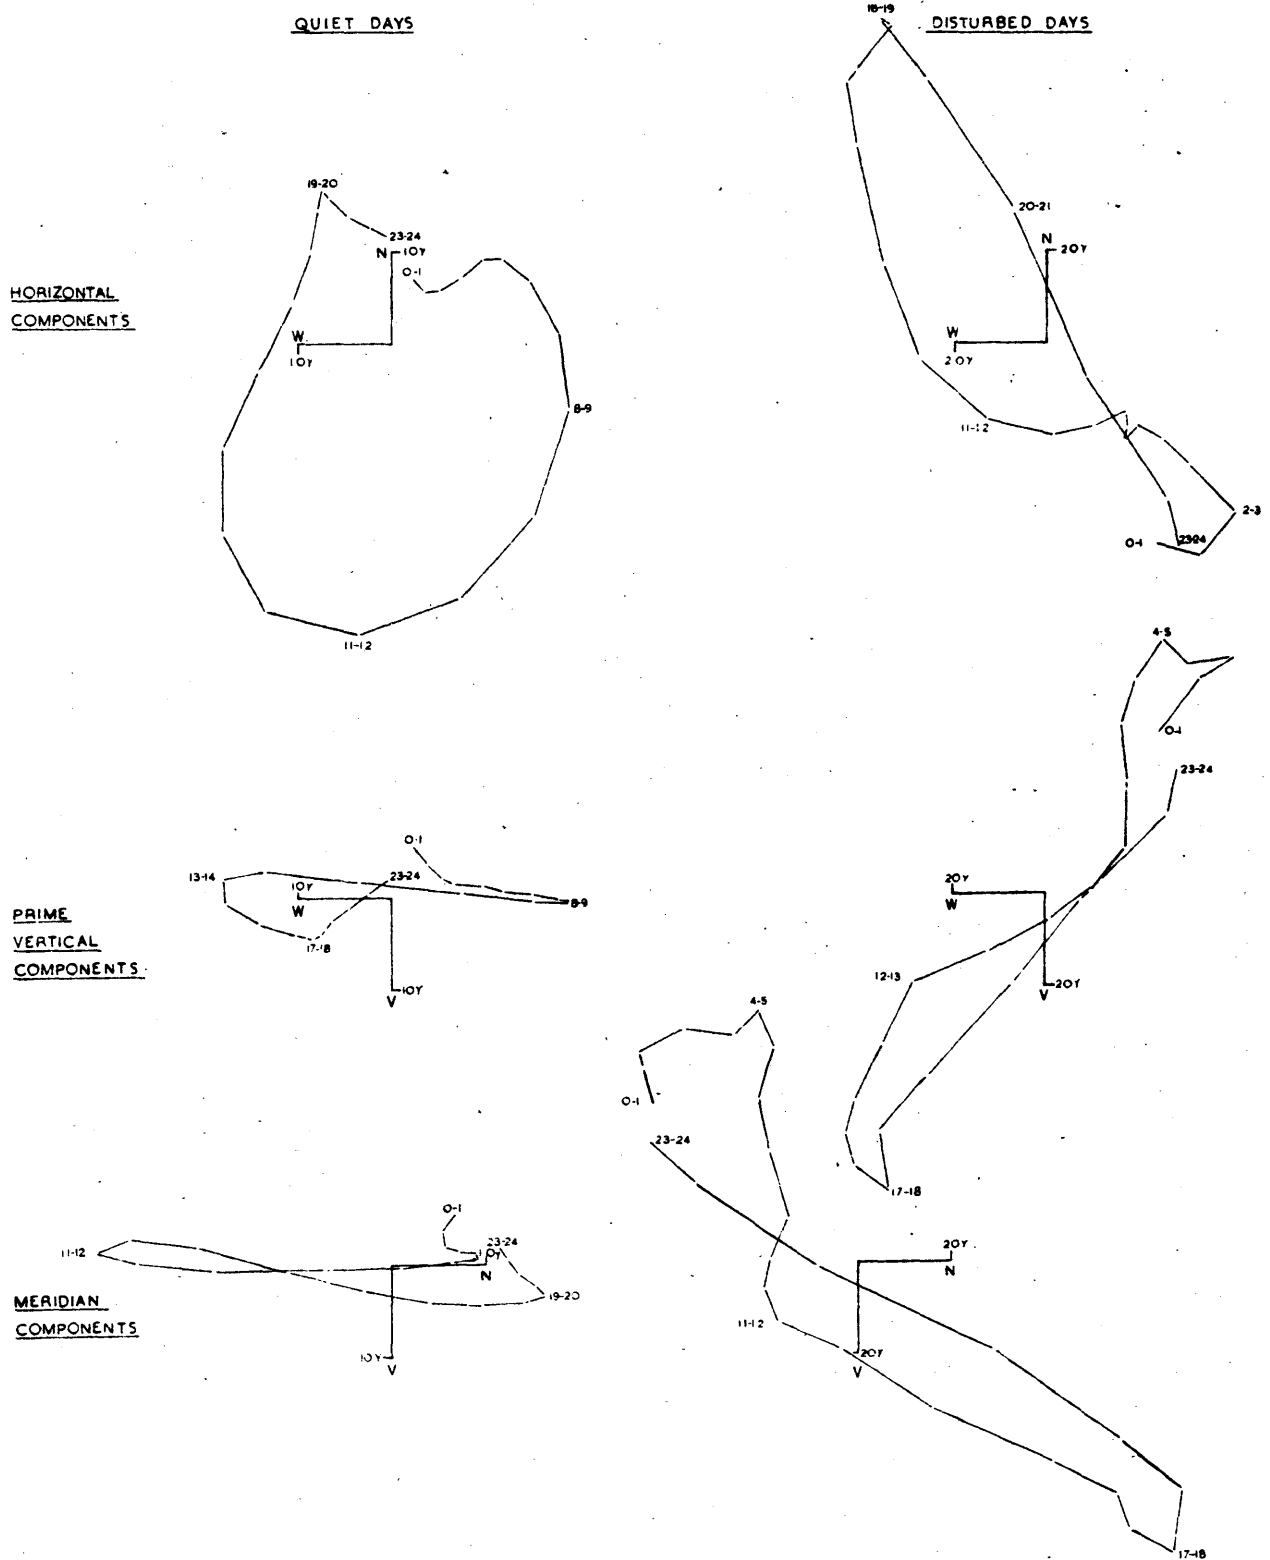 QUIET DAYS
DISTURBED DAYS
HORIZONTAL
COMPONENTS
19-20
23-24
N
10γ
0-1
W
10γ
8-9
11-12
18-19
20-21
N
20γ
W
20γ
11-12
2-3
0-1
23-24
PRIME
VERTICAL
COMPONENTS
0-1
13-14
10γ
W
23-24
8-9
17-18
10γ
V
4-5
0-1
23-24
20γ
W
12-13
20γ
V
17-18
MERIDIAN
COMPONENTS
0-1
11-12
23-24
10γ
N
19-20
10γ
V
4-5
0-1
23-24
20γ
N
11-12
20γ
V
17-18